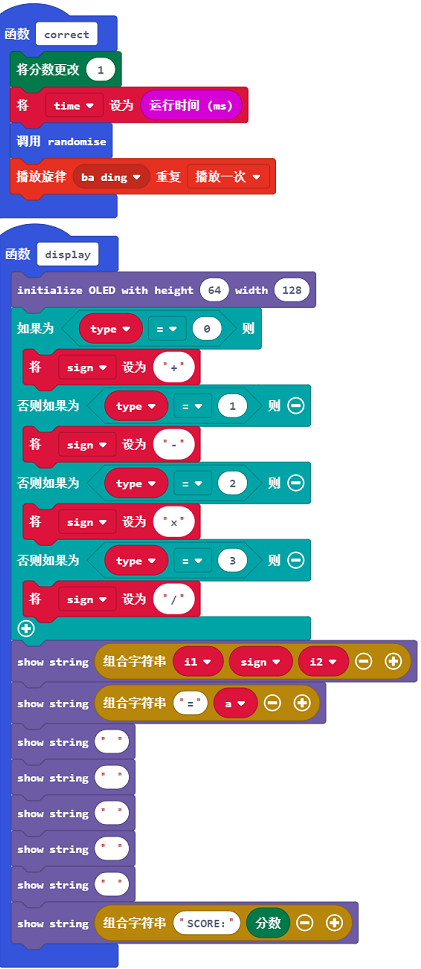 函数 correct
将分数更改 1
将 time 设为 运行时间 (ms)
调用 randomise
播放旋律 ba ding 重复 播放一次
函数 display
initialize OLED with height 64 width 128
如果为 type = 0 则
将 sign 设为 "+"
否则如果为 type = 1 则
将 sign 设为 "-"
否则如果为 type = 2 则
将 sign 设为 "x"
否则如果为 type = 3 则
将 sign 设为 "/"
show string 组合字符串 i1 sign i2
show string 组合字符串 "=" a
show string " "
show string " "
show string " "
show string " "
show string " "
show string 组合字符串 "SCORE:" 分数